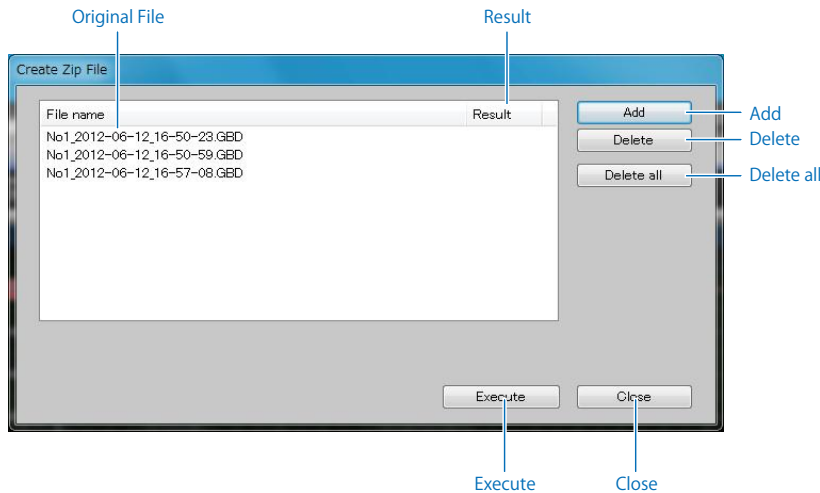 Original File
Result
Create Zip File
File name Result
Add
Add
No1_2012-06-12_16-50-23.GBD
Delete
Delete
No1_2012-06-12_16-50-59.GBD
No1_2012-06-12_16-57-08.GBD
Delete all
Delete all
Execute
Close
Execute
Close